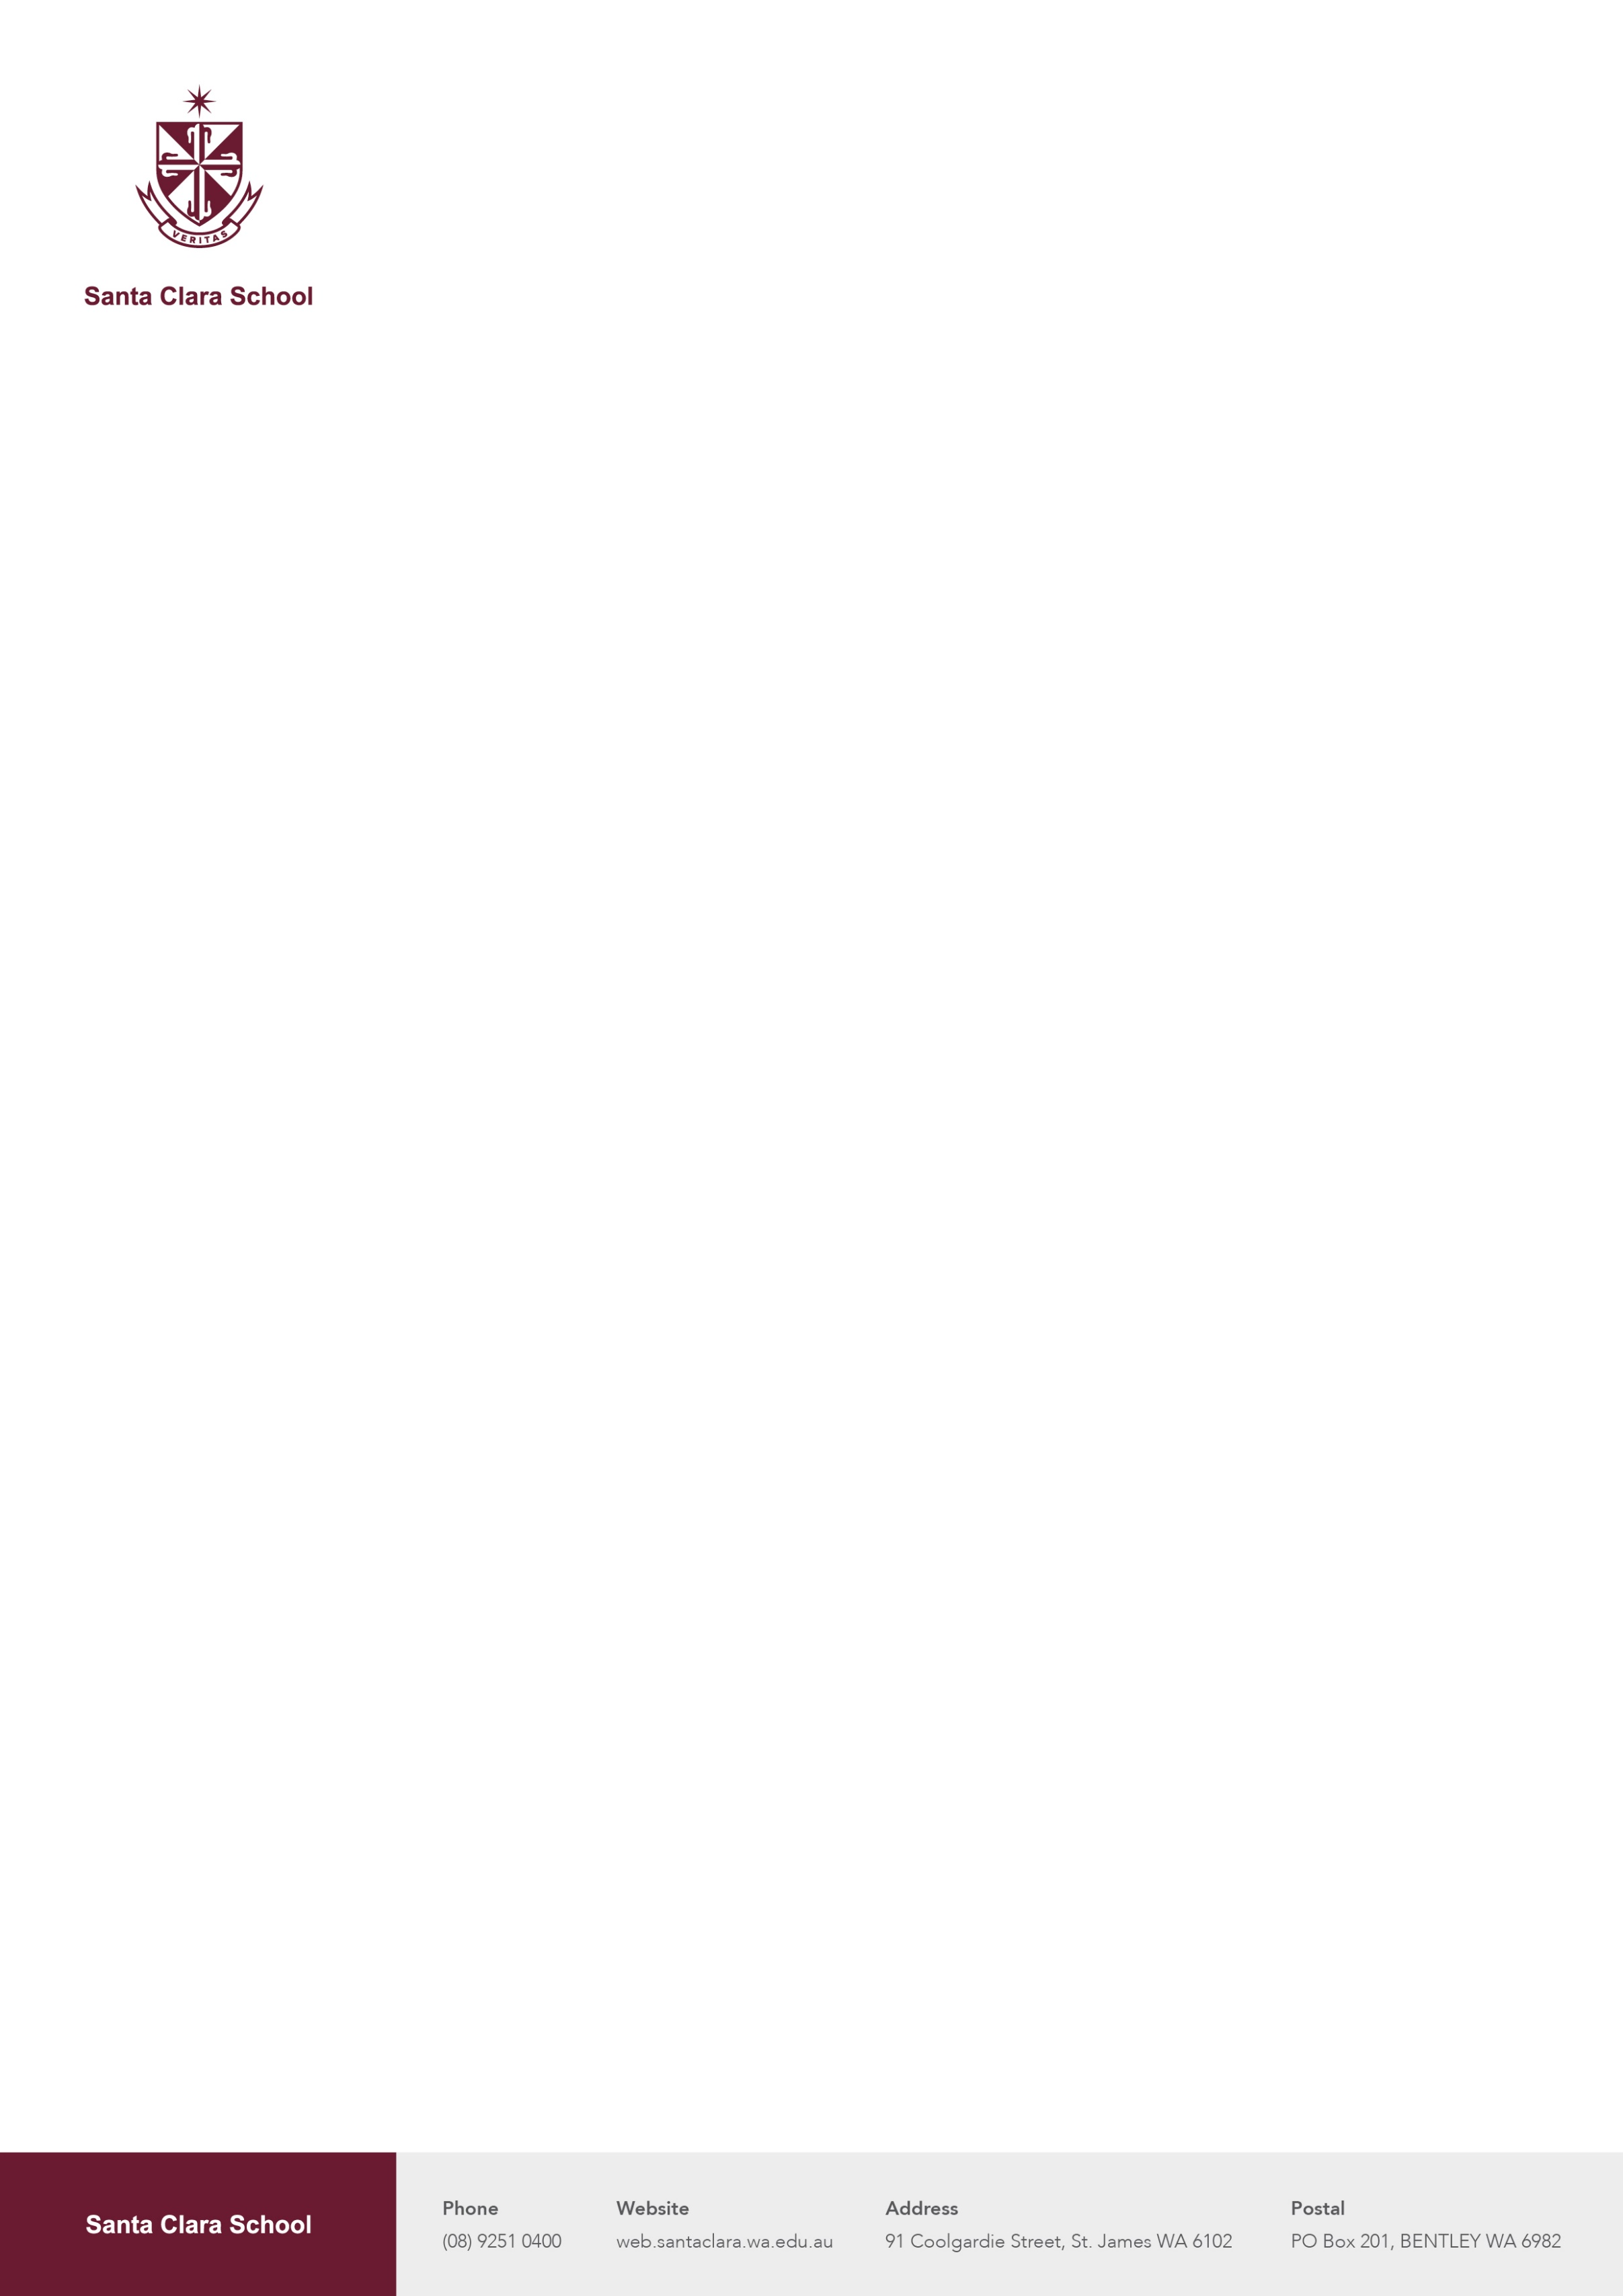 VERITAS
Santa Clara School
Santa Clara School
Phone
(08) 9251 0400
Website
web.santaclara.wa.edu.au
Address
91 Coolgardie Street, St. James WA 6102
Postal
PO Box 201, BENTLEY WA 6982